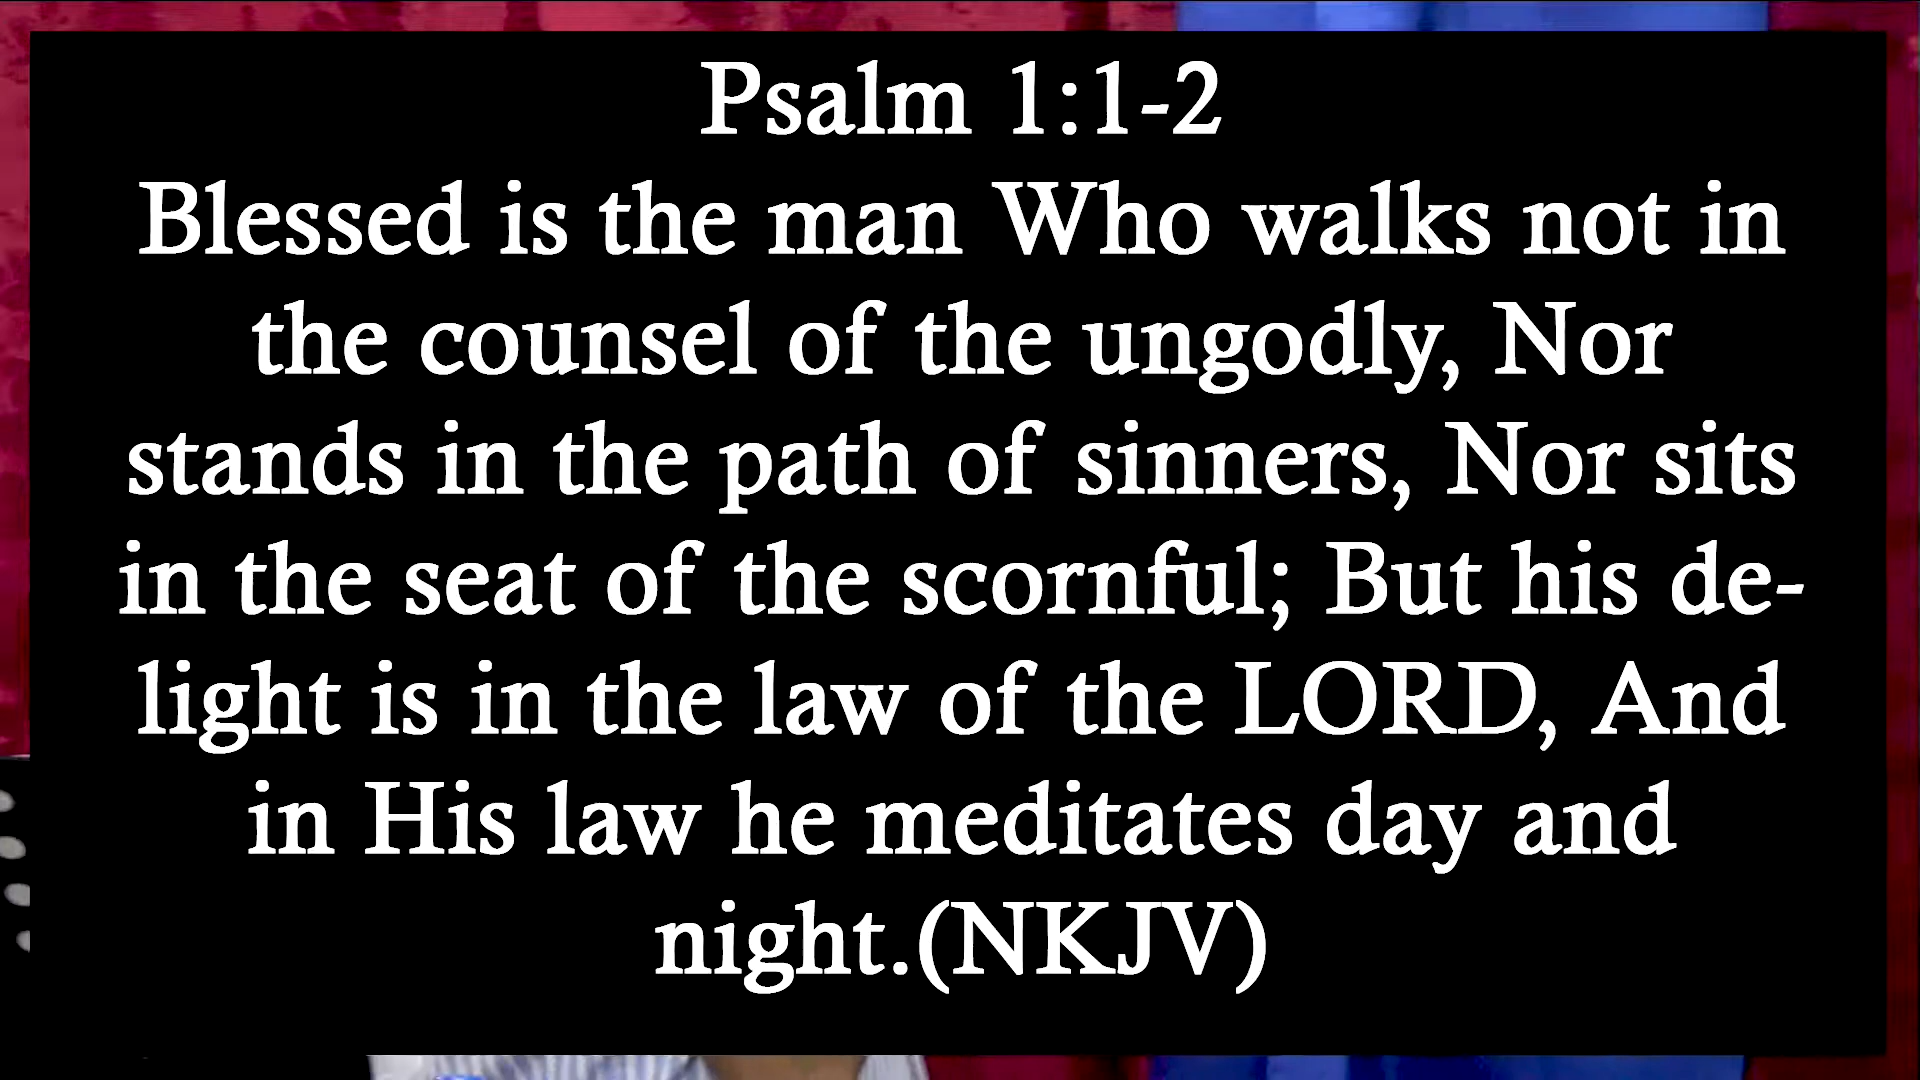 Psalm 1:1-2
Blessed is the man Who walks not in
the counsel of the ungodly, Nor
stands in the path of sinners, Nor sits
in the seat of the scornful; But his de-
light is in the law of the LORD, And
in His law he meditates day and
night.(NKJV)